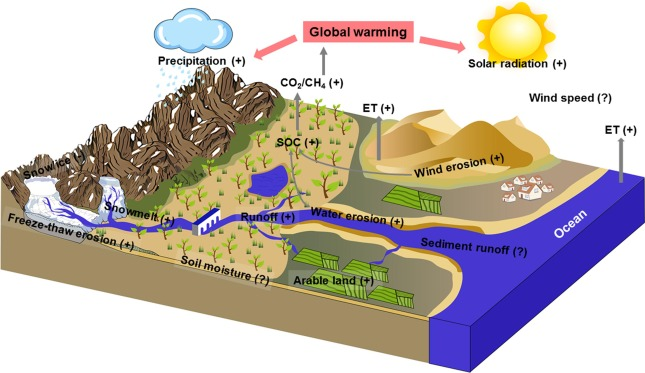 Global warming
Precipitation (+)
Solar radiation (+)
CO₂/CH₄ (+)
Wind speed (?)
ET (+)
ET (+)
SOC (+)
Snow/ice (-)
Wind erosion (+)
Snowmelt (+)
Runoff (+)
Water erosion (+)
Freeze-thaw erosion (+)
Sediment runoff (?)
Ocean
Soil moisture (?)
Arable land (+)